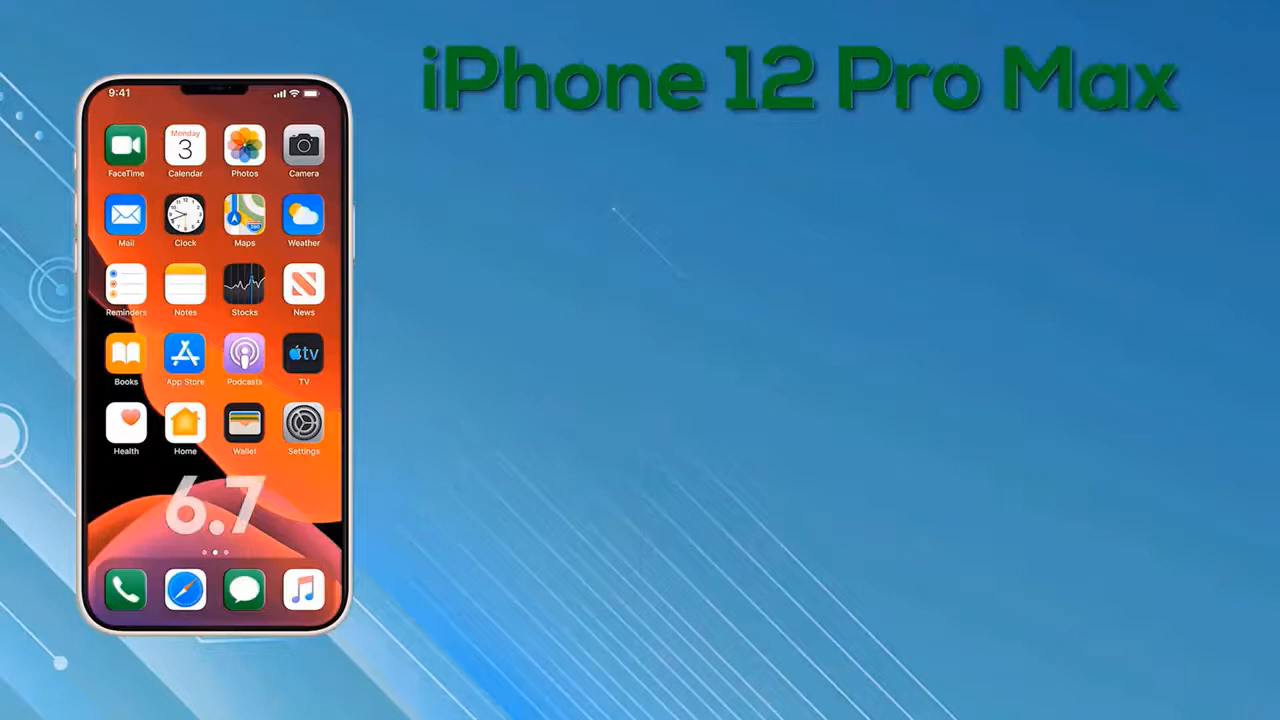 iPhone 12 Pro Max
9:41
Monday
3
FaceTime Calendar Photos Camera
Mail Clock Maps Weather
Reminders Notes Stocks News
tv
Books App Store Podcasts TV
Health Home Wallet Settings
6.7